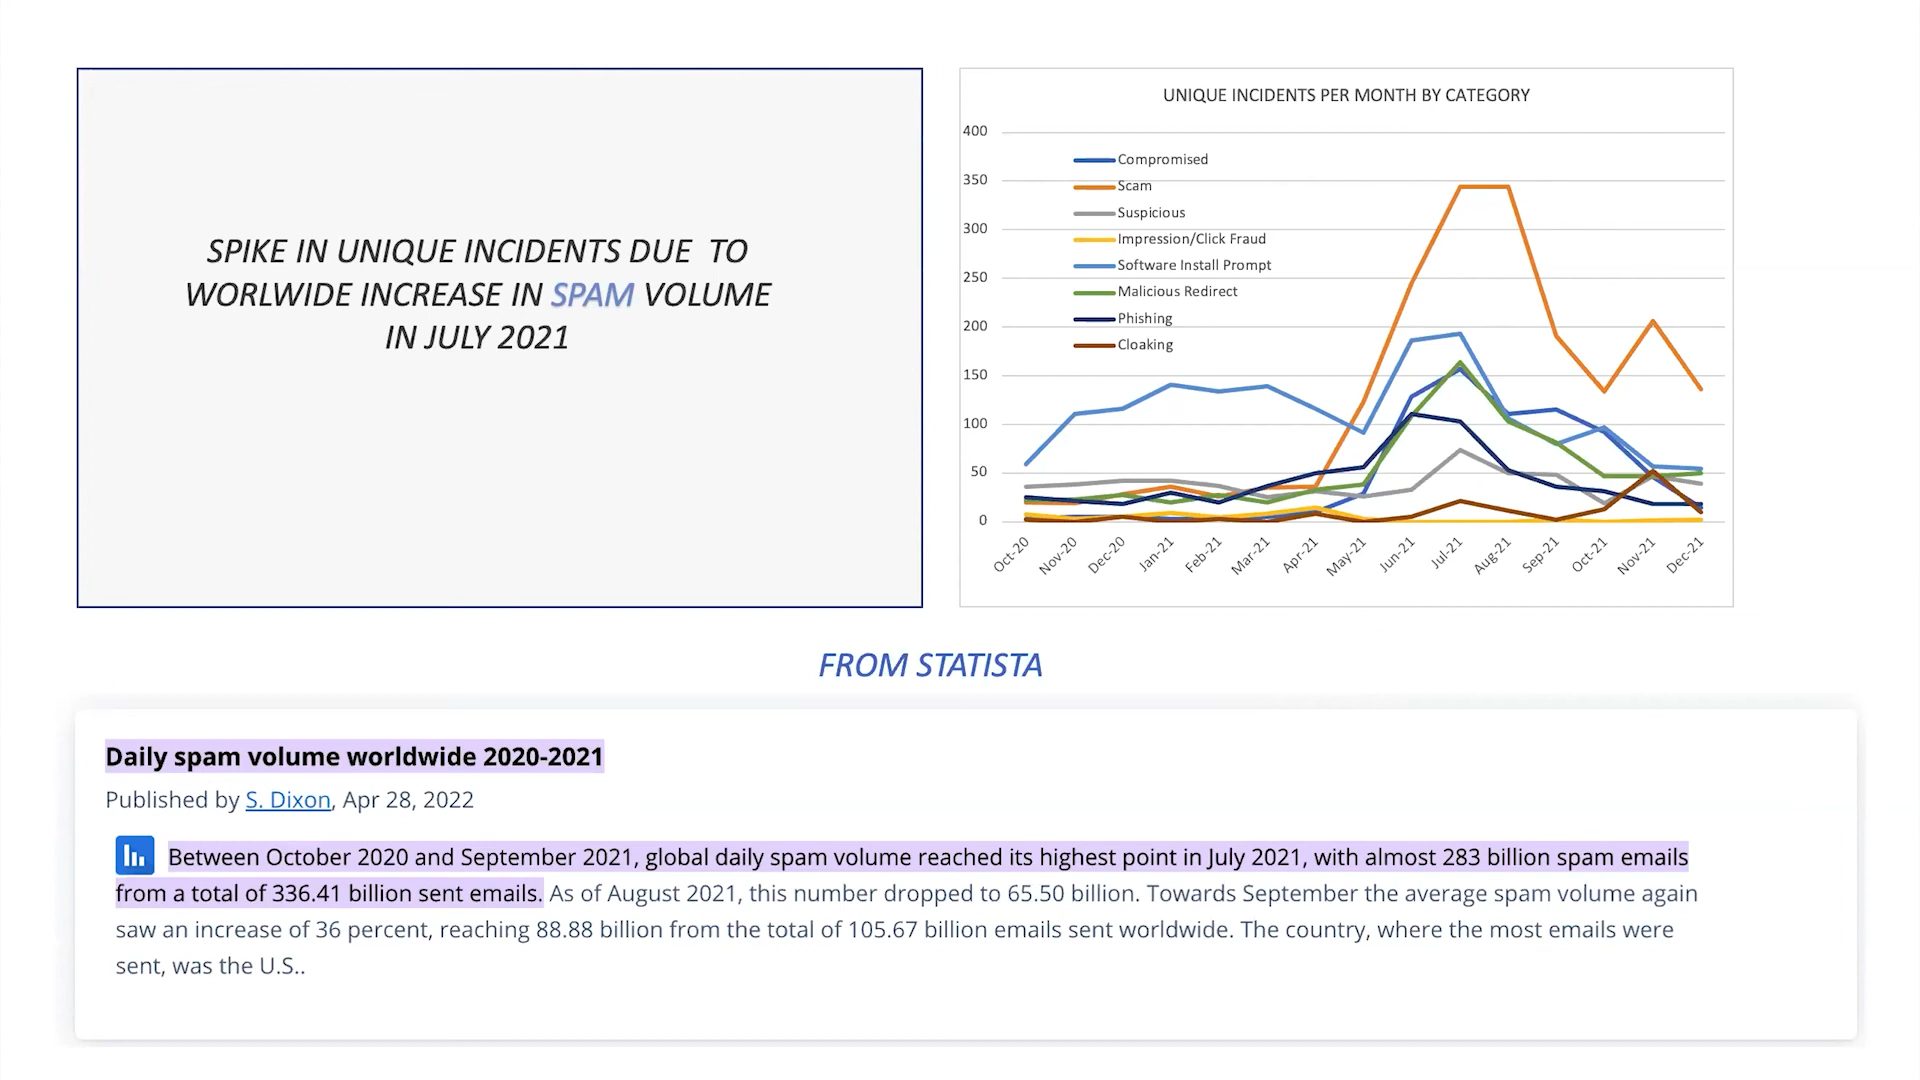 SPIKE IN UNIQUE INCIDENTS DUE TO
WORLWIDE INCREASE IN SPAM VOLUME
IN JULY 2021
UNIQUE INCIDENTS PER MONTH BY CATEGORY
400
350
300
250
200
150
100
50
0
Compromised
Scam
Suspicious
Impression/Click Fraud
Software Install Prompt
Malicious Redirect
Phishing
Cloaking
Oct-20
Nov-20
Dec-20
Jan-21
Feb-21
Mar-21
Apr-21
May-21
Jun-21
Jul-21
Aug-21
Sep-21
Oct-21
Nov-21
Dec-21
FROM STATISTA
Daily spam volume worldwide 2020-2021
Published by S. Dixon, Apr 28, 2022
Between October 2020 and September 2021, global daily spam volume reached its highest point in July 2021, with almost 283 billion spam emails
from a total of 336.41 billion sent emails. As of August 2021, this number dropped to 65.50 billion. Towards September the average spam volume again
saw an increase of 36 percent, reaching 88.88 billion from the total of 105.67 billion emails sent worldwide. The country, where the most emails were
sent, was the U.S..